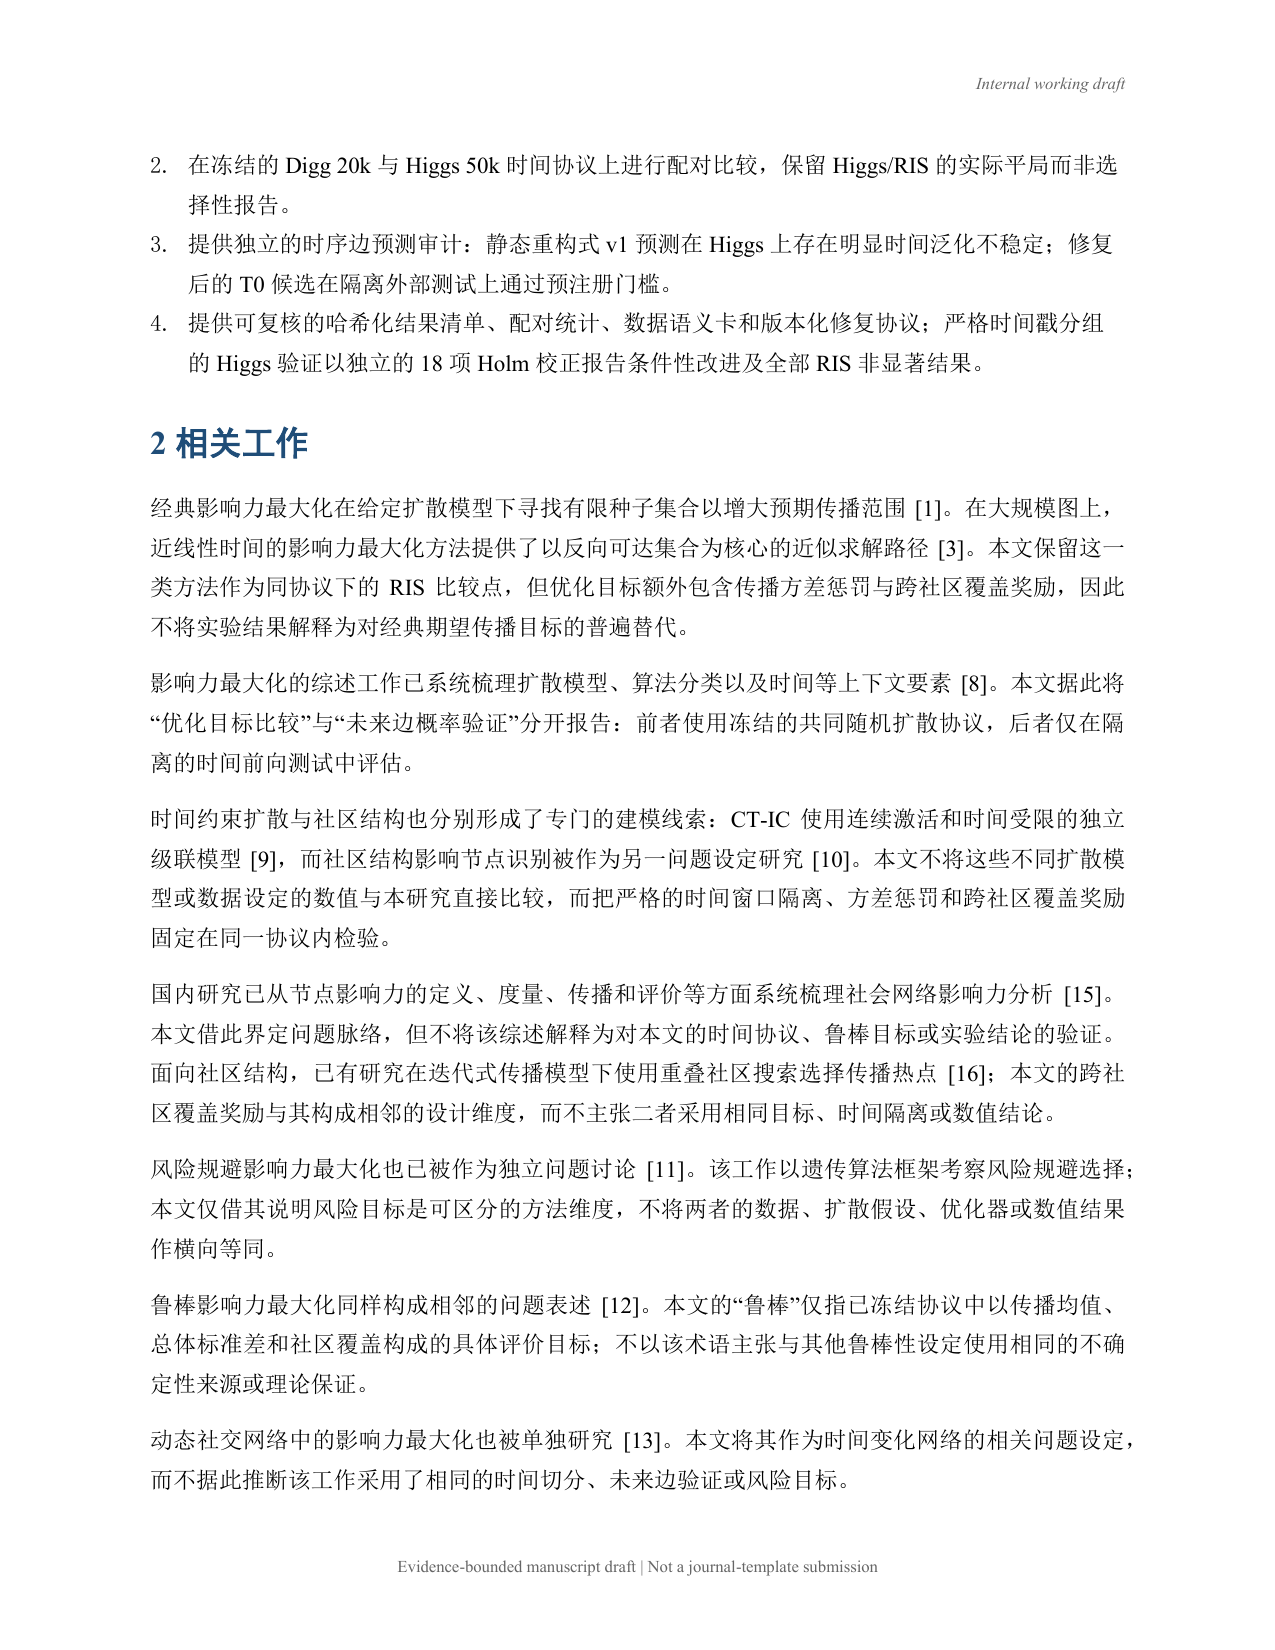 Internal working draft
2. 在冻结的 Digg 20k 与 Higgs 50k 时间协议上进行配对比较，保留 Higgs/RIS 的实际平局而非选
择性报告。
3. 提供独立的时序边预测审计：静态重构式 v1 预测在 Higgs 上存在明显时间泛化不稳定；修复
后的 T0 候选在隔离外部测试上通过预注册门槛。
4. 提供可复核的哈希化结果清单、配对统计、数据语义卡和版本化修复协议；严格时间戳分组
的 Higgs 验证以独立的 18 项 Holm 校正报告条件性改进及全部 RIS 非显著结果。
2 相关工作
经典影响力最大化在给定扩散模型下寻找有限种子集合以增大预期传播范围 [1]。在大规模图上，
近线性时间的影响力最大化方法提供了以反向可达集合为核心的近似求解路径 [3]。本文保留这一
类方法作为同协议下的 RIS 比较点，但优化目标额外包含传播方差惩罚与跨社区覆盖奖励，因此
不将实验结果解释为对经典期望传播目标的普遍替代。
影响力最大化的综述工作已系统梳理扩散模型、算法分类以及时间等上下文要素 [8]。本文据此将
“优化目标比较”与“未来边概率验证”分开报告：前者使用冻结的共同随机扩散协议，后者仅在隔
离的时间前向测试中评估。
时间约束扩散与社区结构也分别形成了专门的建模线索：CT-IC 使用连续激活和时间受限的独立
级联模型 [9]，而社区结构影响节点识别被作为另一问题设定研究 [10]。本文不将这些不同扩散模
型或数据设定的数值与本研究直接比较，而把严格的时间窗口隔离、方差惩罚和跨社区覆盖奖励
固定在同一协议内检验。
国内研究已从节点影响力的定义、度量、传播和评价等方面系统梳理社会网络影响力分析 [15]。
本文借此界定问题脉络，但不将该综述解释为对本文的时间协议、鲁棒目标或实验结论的验证。
面向社区结构，已有研究在迭代式传播模型下使用重叠社区搜索选择传播热点 [16]；本文的跨社
区覆盖奖励与其构成相邻的设计维度，而不主张二者采用相同目标、时间隔离或数值结论。
风险规避影响力最大化也已被作为独立问题讨论 [11]。该工作以遗传算法框架考察风险规避选择；
本文仅借其说明风险目标是可区分的方法维度，不将两者的数据、扩散假设、优化器或数值结果
作横向等同。
鲁棒影响力最大化同样构成相邻的问题表述 [12]。本文的“鲁棒”仅指已冻结协议中以传播均值、
总体标准差和社区覆盖构成的具体评价目标；不以该术语主张与其他鲁棒性设定使用相同的不确
定性来源或理论保证。
动态社交网络中的影响力最大化也被单独研究 [13]。本文将其作为时间变化网络的相关问题设定，
而不据此推断该工作采用了相同的时间切分、未来边验证或风险目标。
Evidence-bounded manuscript draft | Not a journal-template submission